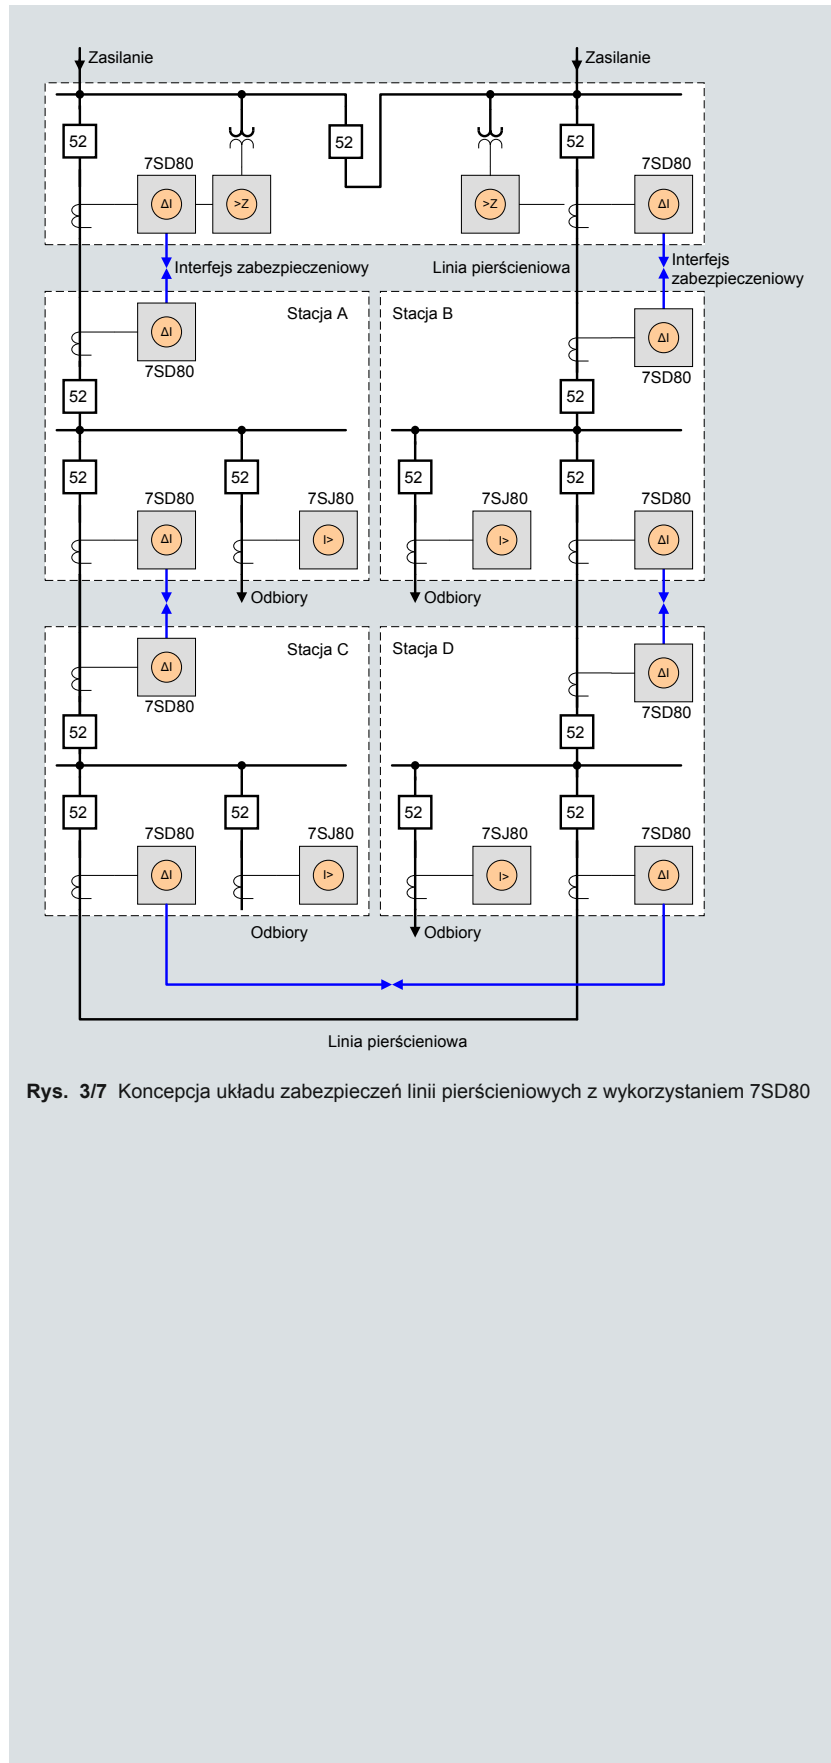 Zasilanie Zasilanie
52 52 52
7SD80 7SD80
ΔI >Z >Z ΔI
Interfejs zabezpieczeniowy Linia pierścieniowa Interfejs
zabezpieczeniowy
Stacja A Stacja B
ΔI ΔI
7SD80 7SD80
52 52
52 52 52 52
7SD80 7SJ80 7SJ80 7SD80
ΔI I> I> ΔI
Odbiory Odbiory
Stacja C Stacja D
ΔI ΔI
7SD80 7SD80
52 52
52 52 52 52
7SD80 7SJ80 7SJ80 7SD80
ΔI I> I> ΔI
Odbiory Odbiory
Linia pierścieniowa
Rys. 3/7 Koncepcja układu zabezpieczeń linii pierścieniowych z wykorzystaniem 7SD80